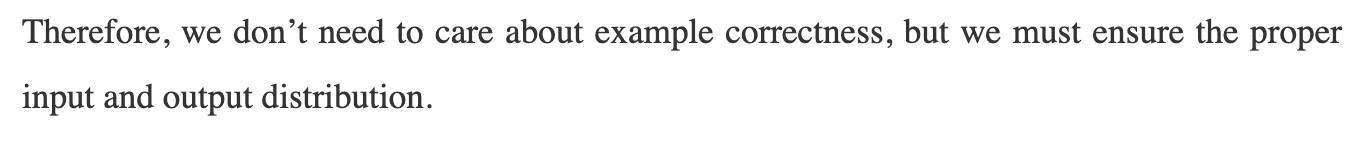 Therefore, we don’t need to care about example correctness, but we must ensure the proper
input and output distribution.